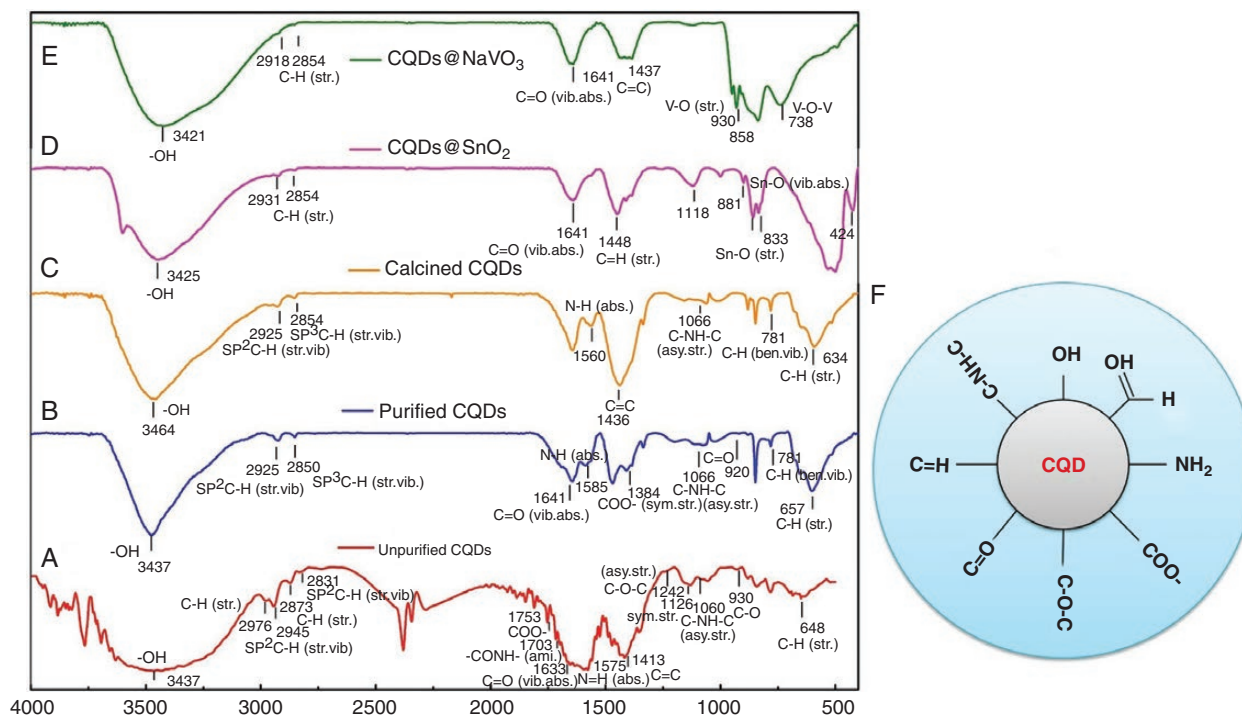 E
CQDs@NaVO3
2918
2854
C-H (str.)
1641
C=O (vib.abs.)
1437
C=C)
V-O (str.)
930
858
V-O-V
738
3421
-OH
D
CQDs@SnO2
2931
2854
C-H (str.)
1641
C=O (vib.abs.)
1448
C=H (str.)
1118
Sn-O (vib.abs.)
881
833
Sn-O (str.)
424
3425
-OH
C
Calcined CQDs
2925
2854
SP3C-H (str.vib.)
SP2C-H (str.vib)
N-H (abs.)
1560
C=C
1436
1066
C-NH-C
(asy.str.)
781
C-H (ben.vib.)
634
C-H (str.)
-OH
3464
B
Purified CQDs
2925
2850
SP2C-H (str.vib)
SP3C-H (str.vib.)
N-H (abs.)
1641
1585
C=O (vib.abs.)
1384
COO- (sym.str.)(asy.str.)
1066
C-NH-C
C=O
920
781
C-H (ben.vib.)
657
C-H (str.)
-OH
3437
A
Unpurified CQDs
C-H (str.)
2976
2945
SP2C-H (str.vib)
2873
C-H (str.)
2831
SP2C-H (str.vib)
1753
COO-
1703
-CONH- (ami.)
1633
C=O (vib.abs.)
1575
N=H (abs.)
1413
C=C
(asy.str.)
C-O-C
1242
sym.str.
1126
1060
C-NH-C
(asy.str.)
930
C-O
648
C-H (str.)
-OH
3437
4000
3500
3000
2500
2000
1500
1000
500
F
C-NH-C
OH
OH
H
C=H
CQD
NH2
C=O
C-O-C
COO-